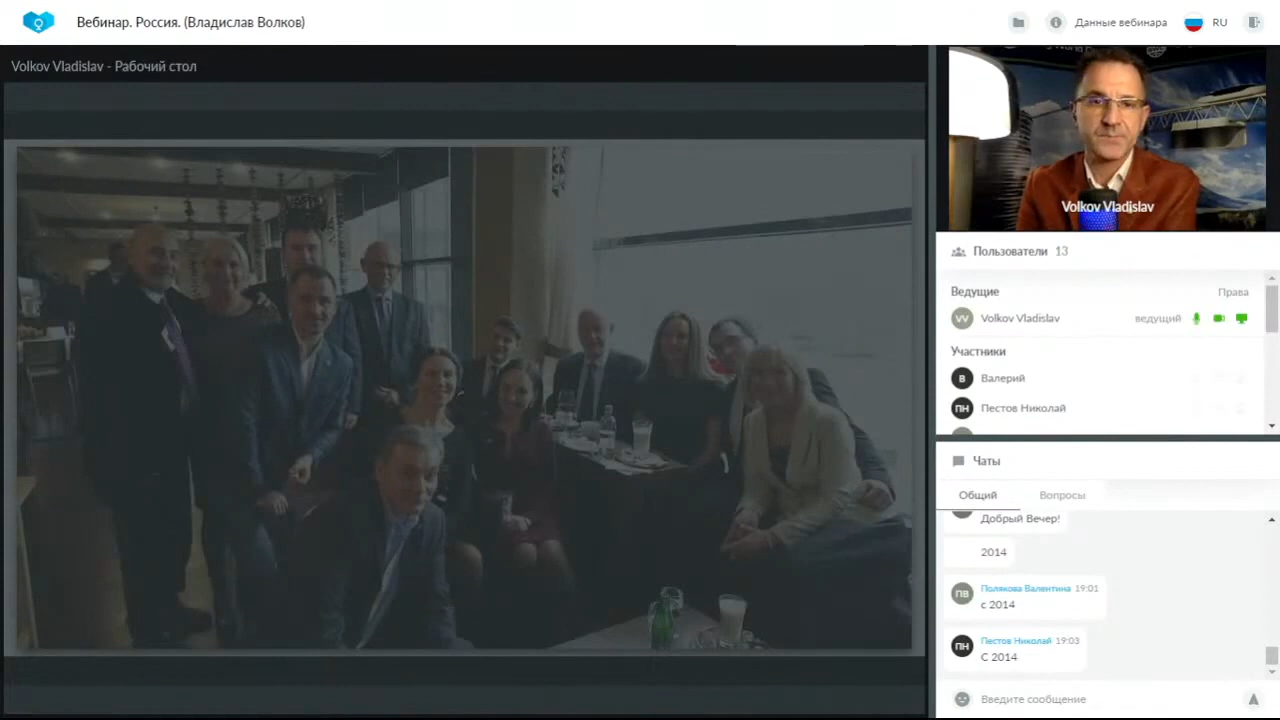 Вебинар. Россия. (Владислав Волков)
Данные вебинара
RU
Volkov Vladislav - Рабочий стол
Volkov Vladislav
Пользователи 13
Ведущие
Права
VV
Volkov Vladislav
ведущий
Участники
В
Валерий
ПН
Пестов Николай
Чаты
Общий
Вопросы
Добрый Вечер!
2014
ПВ
Полякова Валентина 19:01
с 2014
ПН
Пестов Николай 19:03
С 2014
Введите сообщение